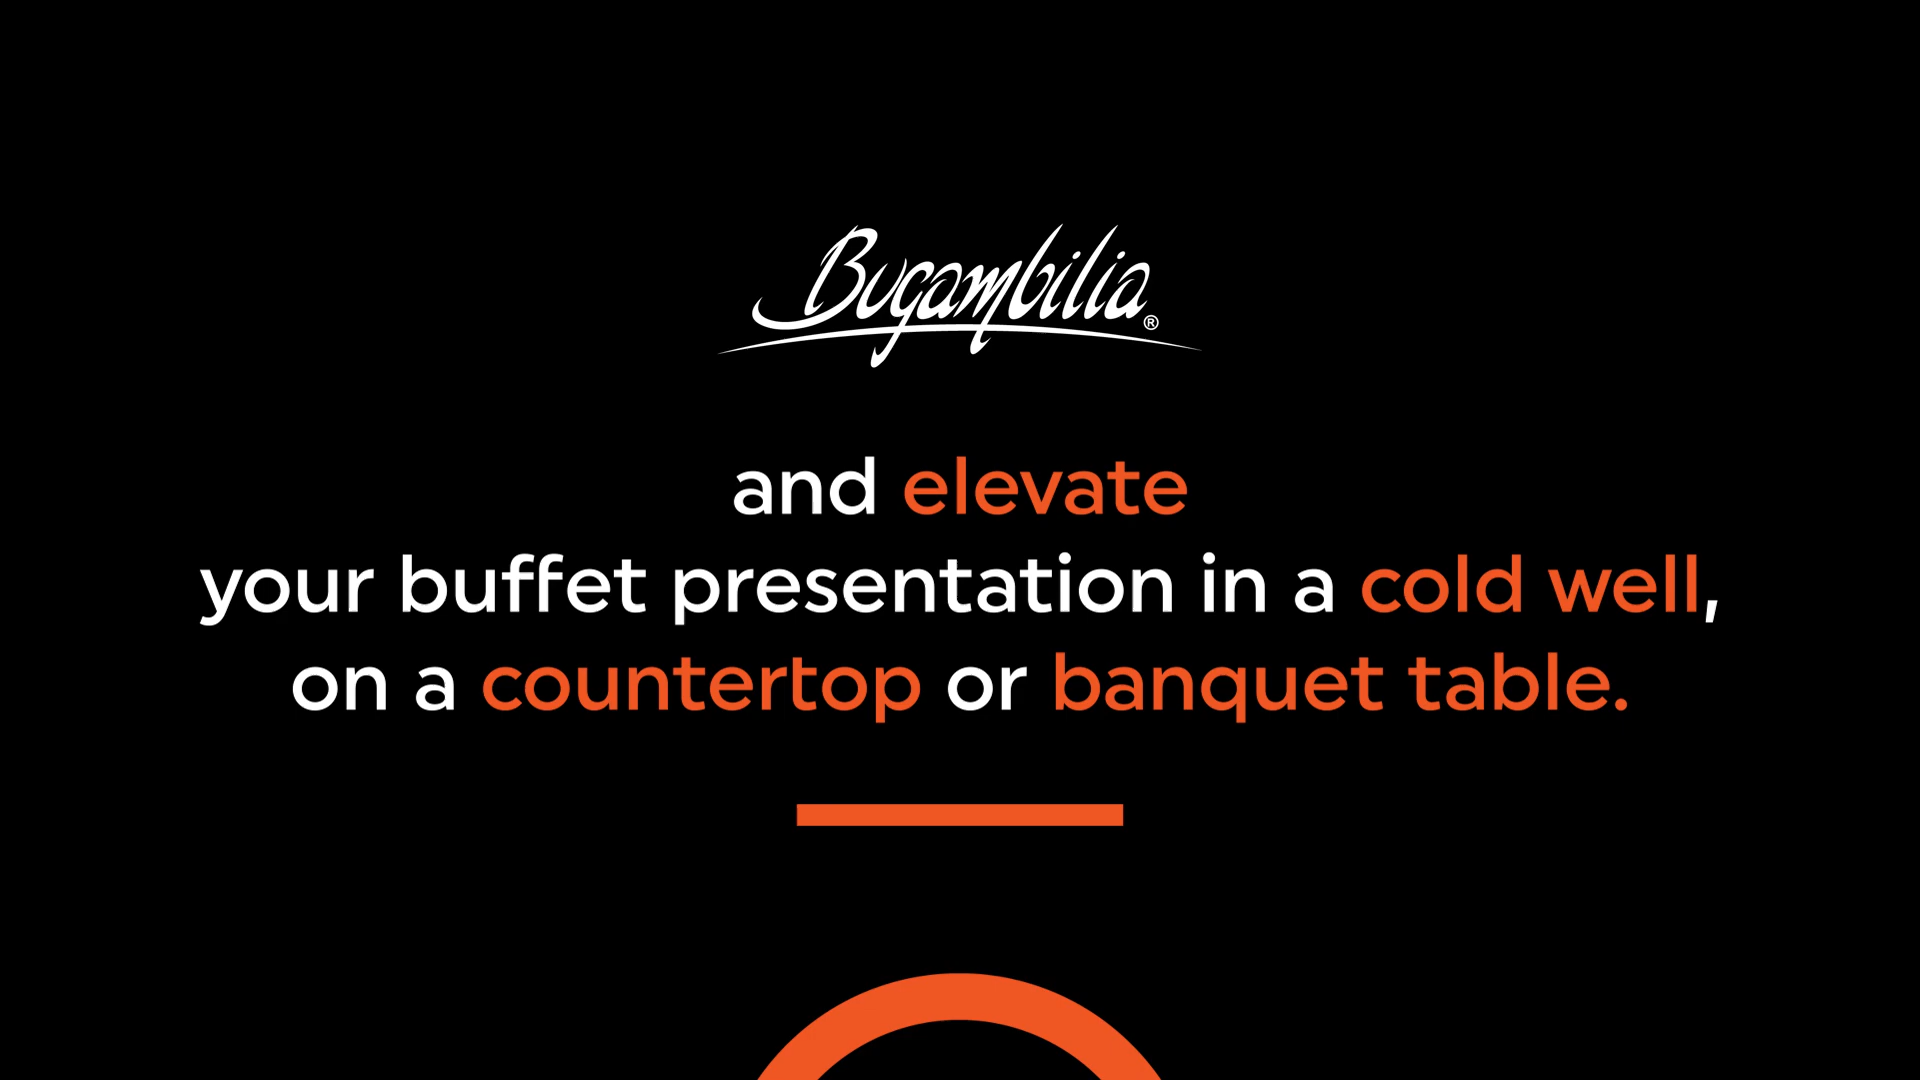 Bugambilia®
and elevate
your buffet presentation in a cold well,
on a countertop or banquet table.